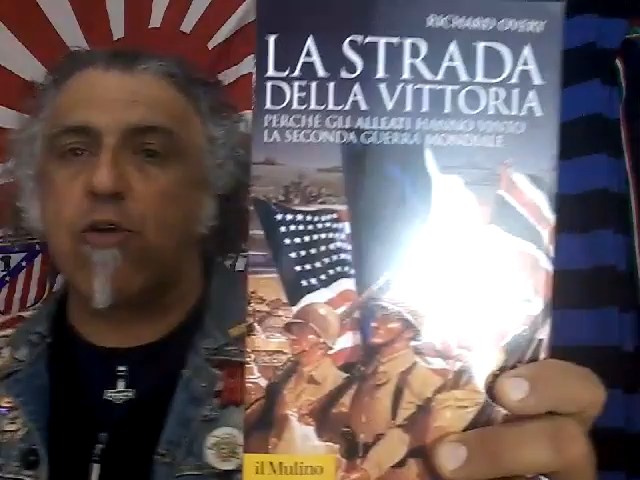 RICHARD OVERY
LA STRADA
DELLA VITTORIA
PERCHÉ GLI ALLEATI HANNO VINTO
LA SECONDA GUERRA MONDIALE
il Mulino